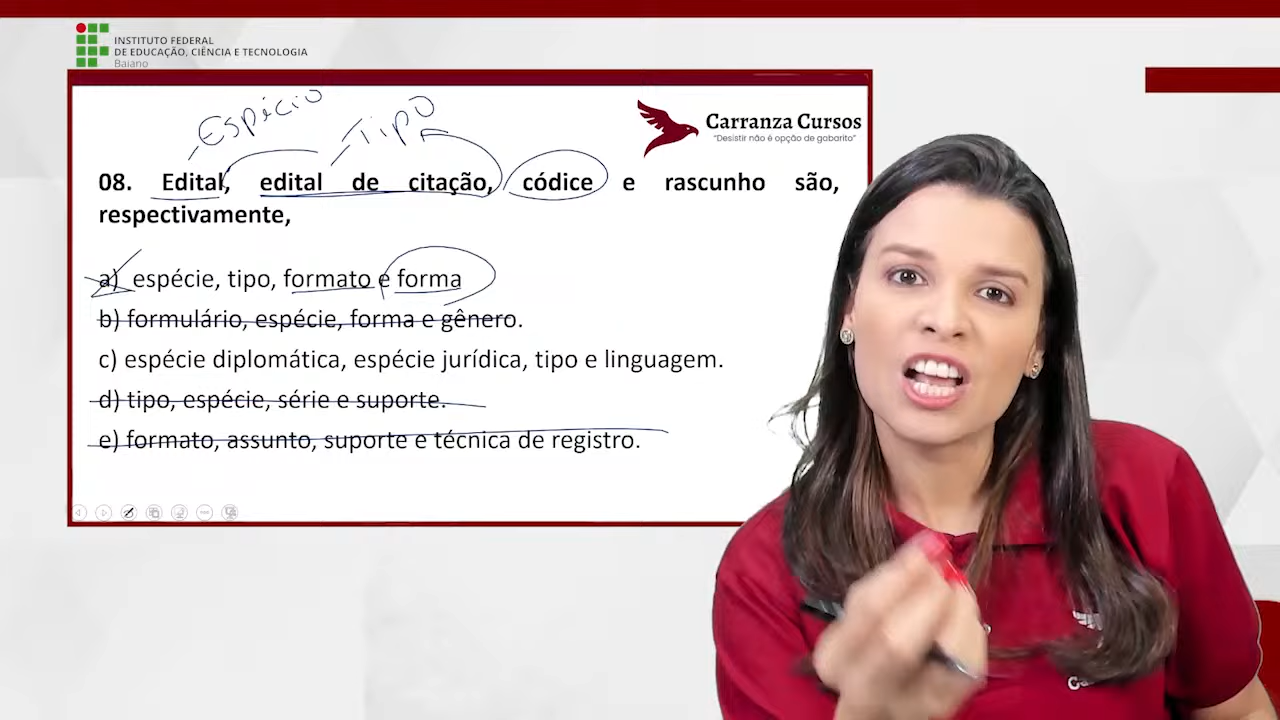 INSTITUTO FEDERAL
DE EDUCAÇÃO, CIÊNCIA E TECNOLOGIA
Baiano
Espécie
Tipo
Carranza Cursos
"Desistir não é opção de gabarito"
08. Edital, edital de citação, códice e rascunho são,
respectivamente,
a) espécie, tipo, formato e forma
b) formulário, espécie, forma e gênero.
c) espécie diplomática, espécie jurídica, tipo e linguagem.
d) tipo, espécie, série e suporte.
e) formato, assunto, suporte e técnica de registro.